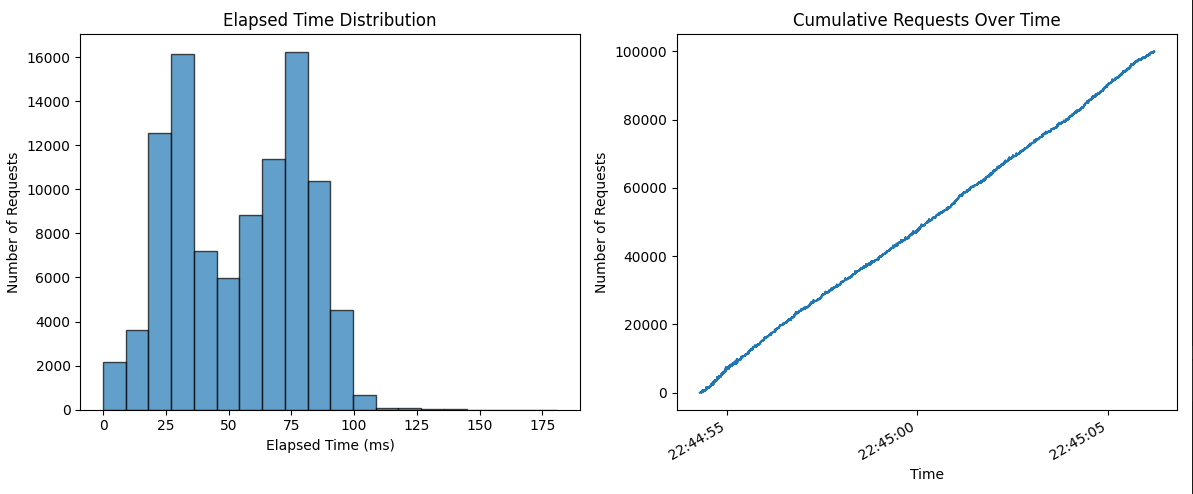 Elapsed Time Distribution
Number of Requests
16000
14000
12000
10000
8000
6000
4000
2000
0
0 25 50 75 100 125 150 175
Elapsed Time (ms)
Cumulative Requests Over Time
Number of Requests
100000
80000
60000
40000
20000
0
22:44:55 22:45:00 22:45:05
Time